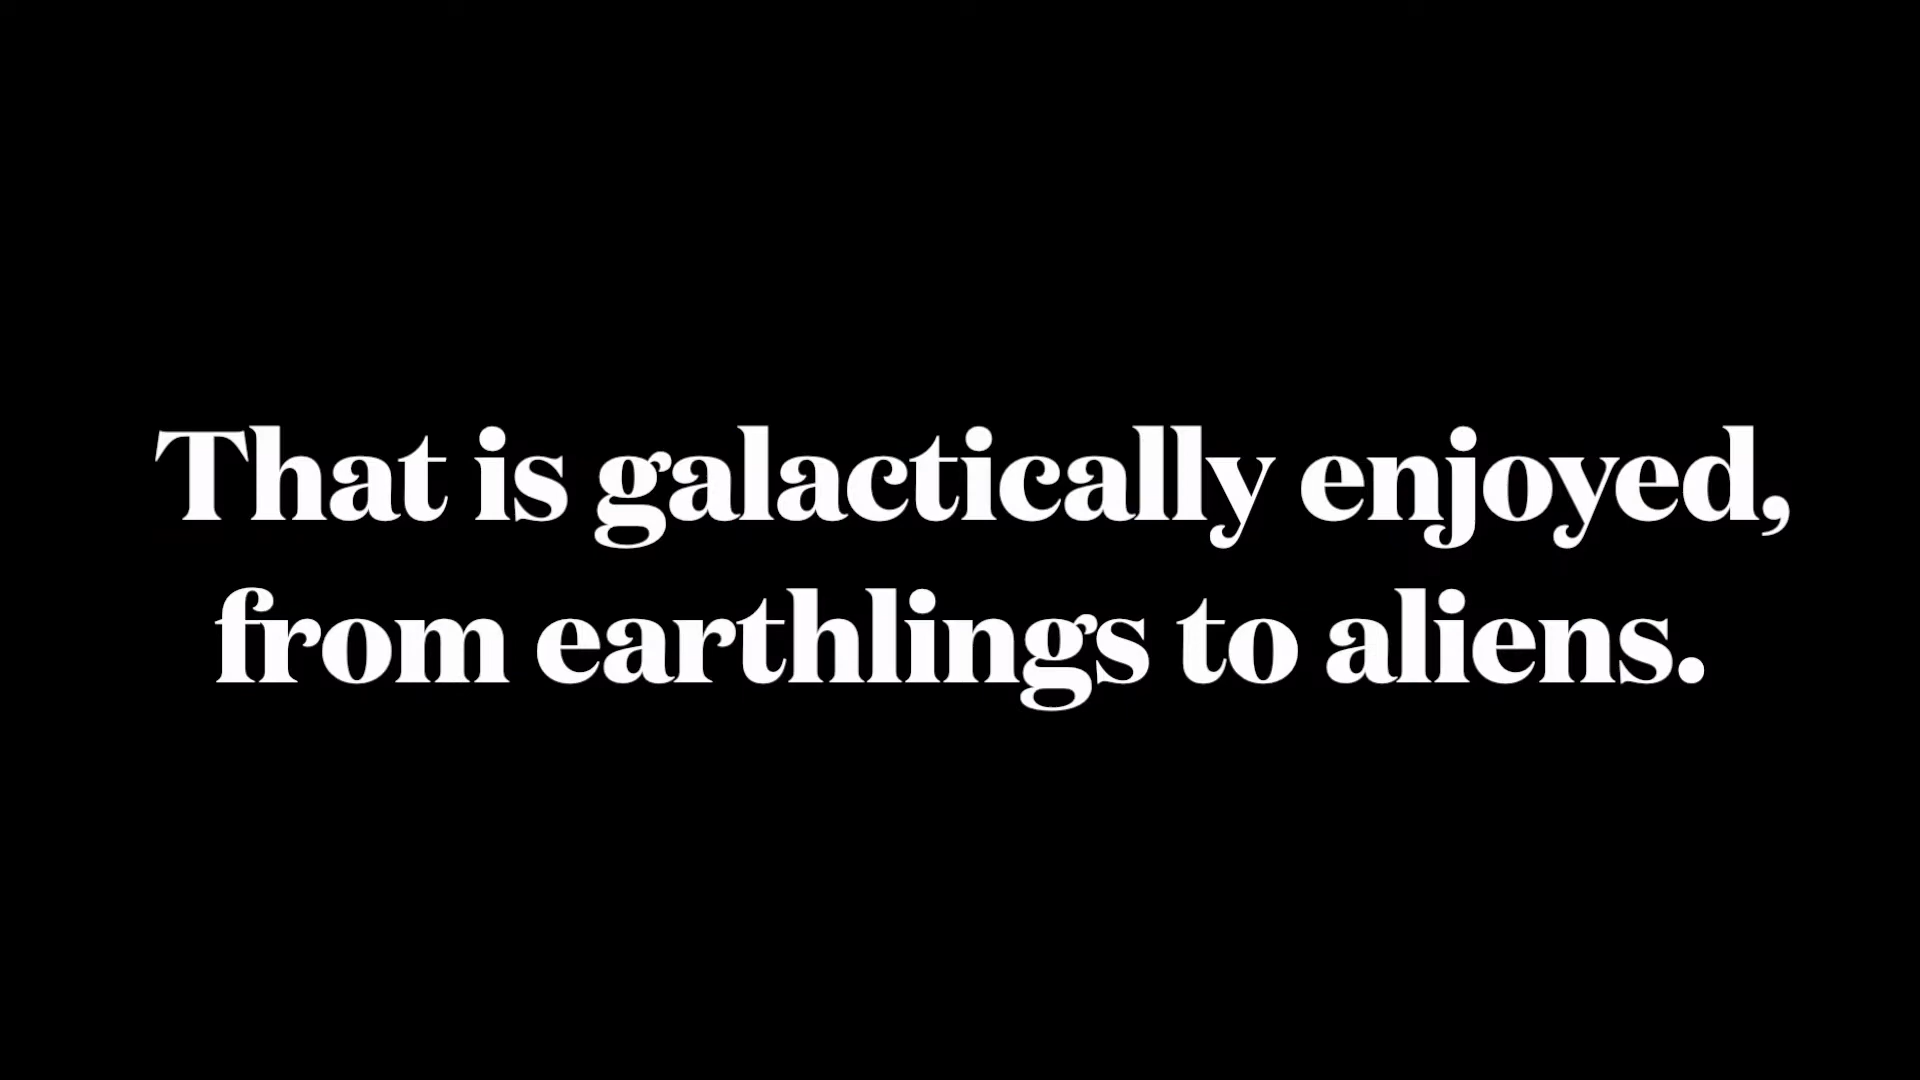 That is galactically enjoyed,
from earthlings to aliens.